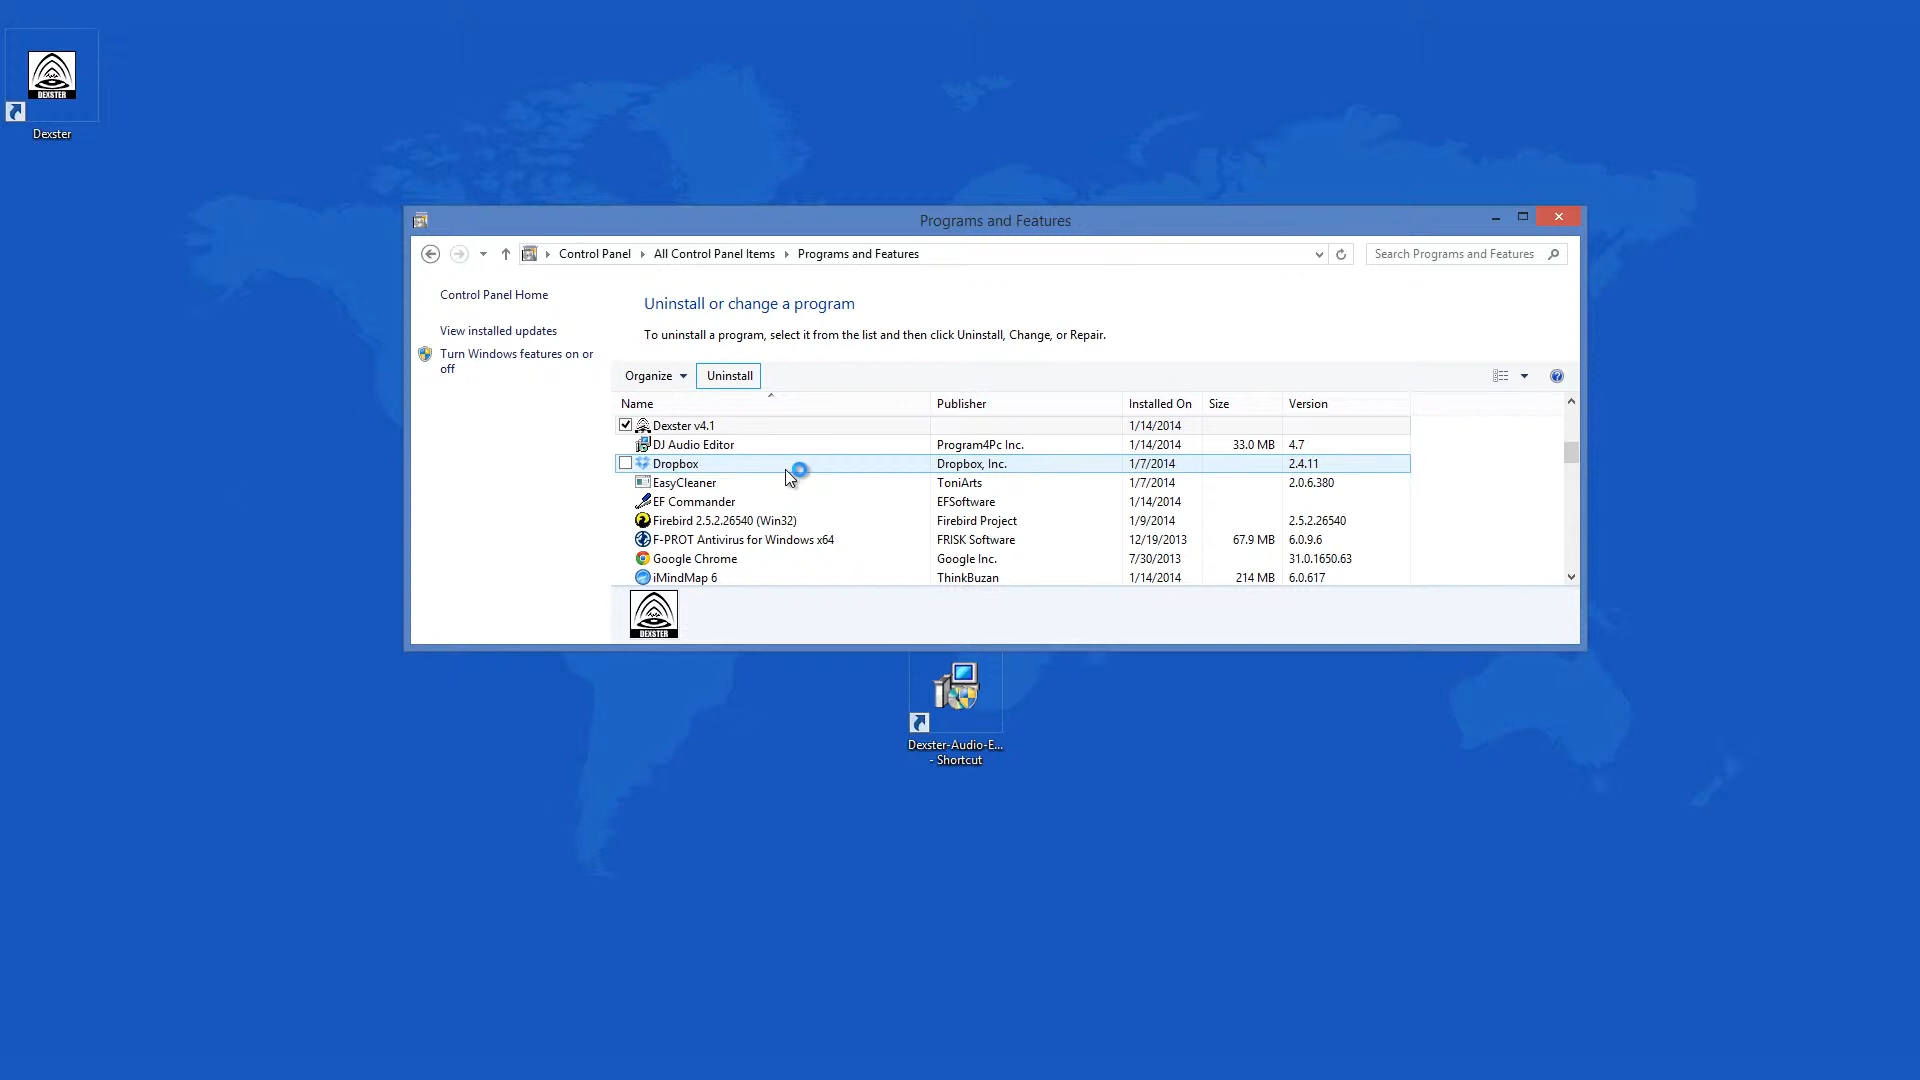 DEXSTER
Dexster
Programs and Features
Control Panel All Control Panel Items Programs and Features
Search Programs and Features
Control Panel Home
View installed updates
Turn Windows features on or
off
Uninstall or change a program
To uninstall a program, select it from the list and then click Uninstall, Change, or Repair.
Organize Uninstall
Name Publisher Installed On Size Version
Dexster v4.1 1/14/2014
DJ Audio Editor Program4Pc Inc. 1/14/2014 33.0 MB 4.7
Dropbox Dropbox, Inc. 1/7/2014 2.4.11
EasyCleaner ToniArts 1/7/2014 2.0.6.380
EF Commander EFSoftware 1/14/2014
Firebird 2.5.2.26540 (Win32) Firebird Project 1/9/2014 2.5.2.26540
F-PROT Antivirus for Windows x64 FRISK Software 12/19/2013 67.9 MB 6.0.9.6
Google Chrome Google Inc. 7/30/2013 31.0.1650.63
iMindMap 6 ThinkBuzan 1/14/2014 214 MB 6.0.617
DEXSTER
Dexster-Audio-E...
- Shortcut